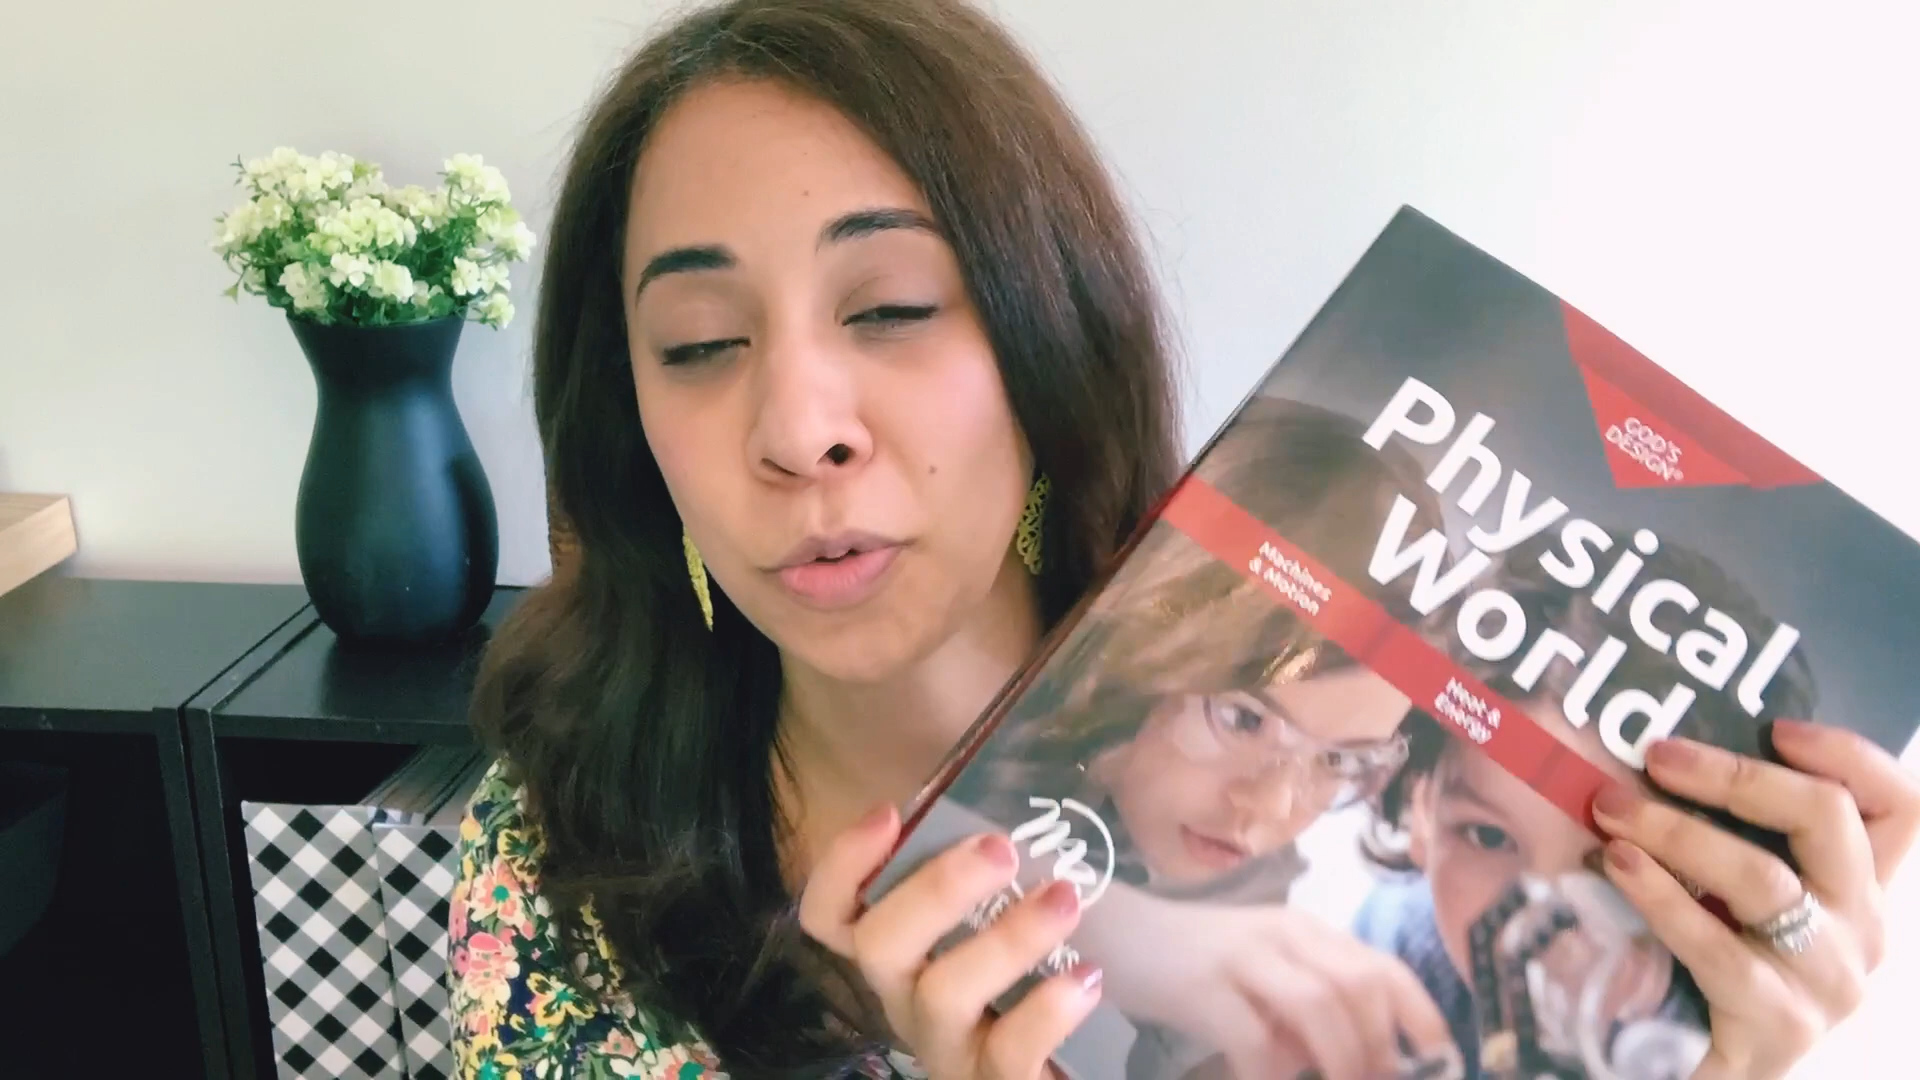 GOD'S
DESIGN®
Physical
World
Machines
& Motion
Heat &
Energy